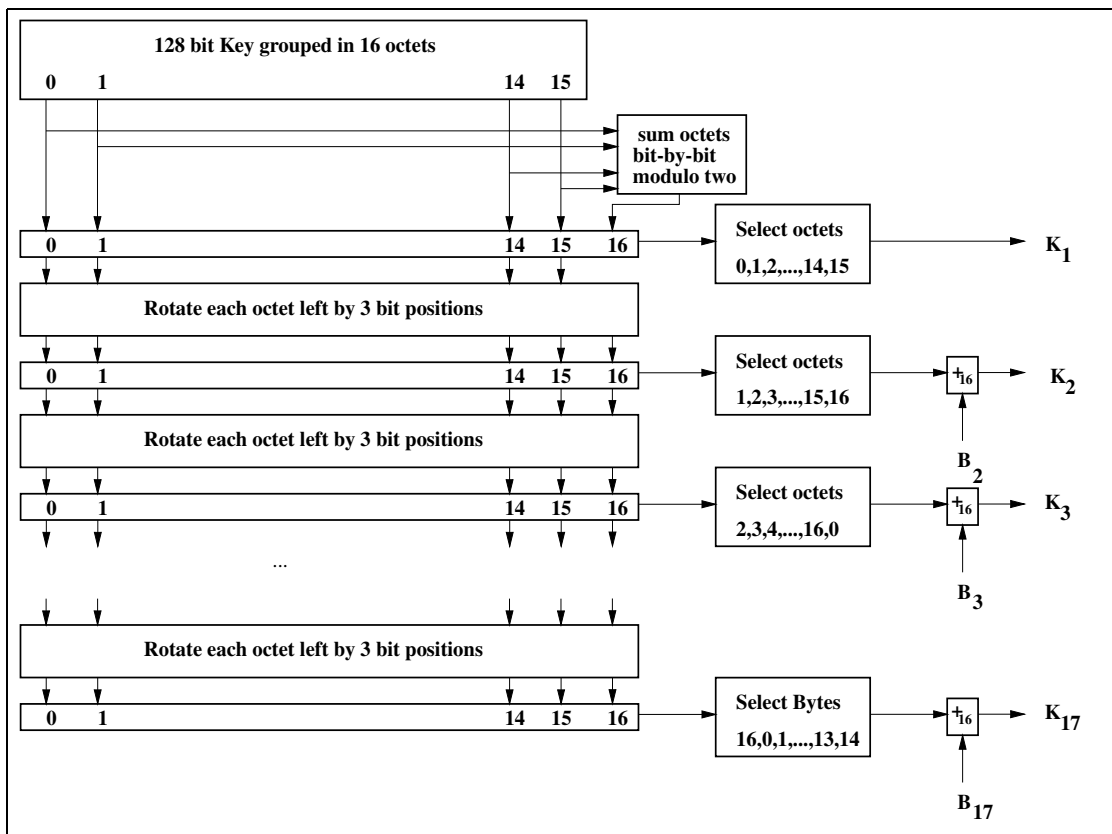 128 bit Key grouped in 16 octets
0 1 14 15
sum octets
bit-by-bit
modulo two
0 1 14 15 16
Select octets
0,1,2,...,14,15
K1
Rotate each octet left by 3 bit positions
0 1 14 15 16
Select octets
1,2,3,...,15,16
+16
K2
B2
Rotate each octet left by 3 bit positions
0 1 14 15 16
Select octets
2,3,4,...,16,0
+16
K3
B3
...
Rotate each octet left by 3 bit positions
0 1 14 15 16
Select Bytes
16,0,1,...,13,14
+16
K17
B17